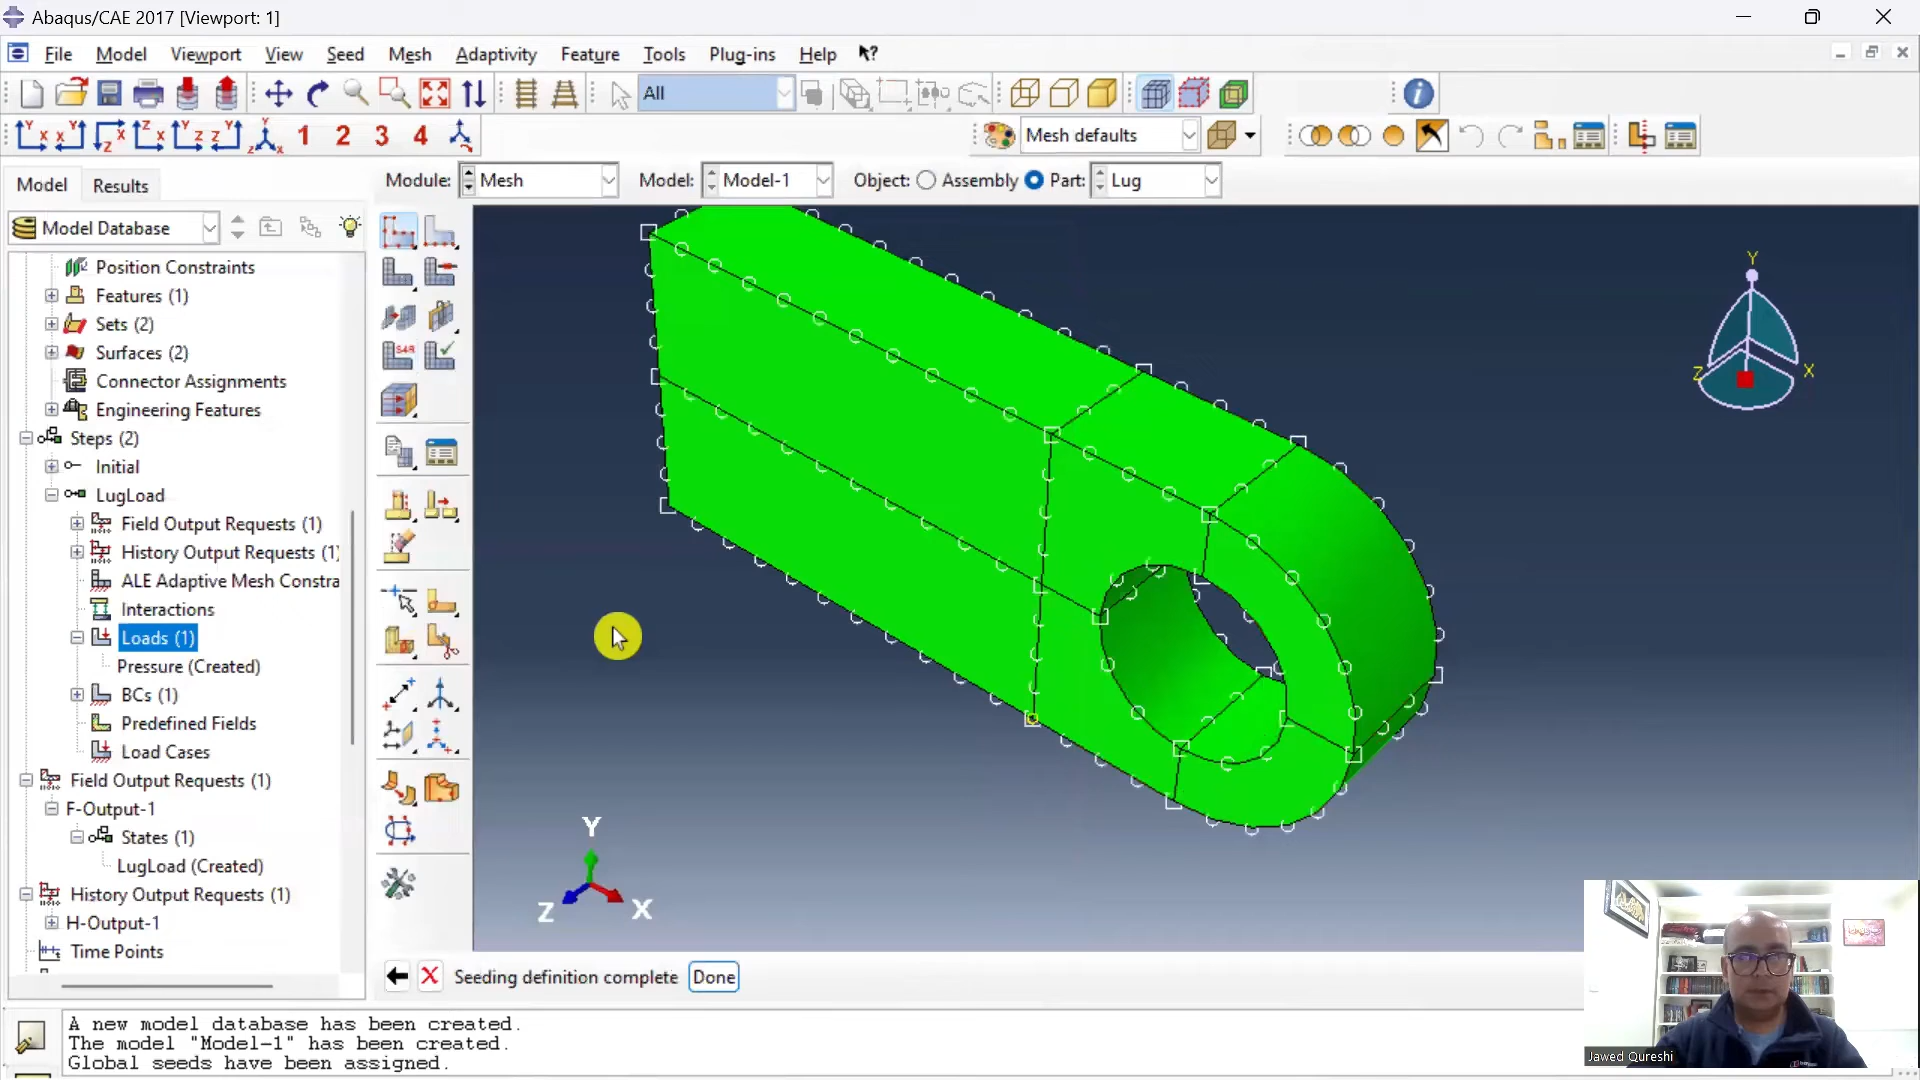 Abaqus/CAE 2017 [Viewport: 1]
File Model Viewport View Seed Mesh Adaptivity Feature Tools Plug-ins Help
All
1 2 3 4
Mesh defaults
Model Results
Module: Mesh Model: Model-1 Object: Assembly Part: Lug
Model Database
Position Constraints
Features (1)
Sets (2)
Surfaces (2)
Connector Assignments
Engineering Features
Steps (2)
Initial
LugLoad
Field Output Requests (1)
History Output Requests (1)
ALE Adaptive Mesh Constra
Interactions
Loads (1)
Pressure (Created)
BCs (1)
Predefined Fields
Load Cases
Field Output Requests (1)
F-Output-1
States (1)
LugLoad (Created)
History Output Requests (1)
H-Output-1
Time Points
Y
Z X
Y
Z X
Seeding definition complete Done
A new model database has been created.
The model "Model-1" has been created.
Global seeds have been assigned.
Jawed Qureshi